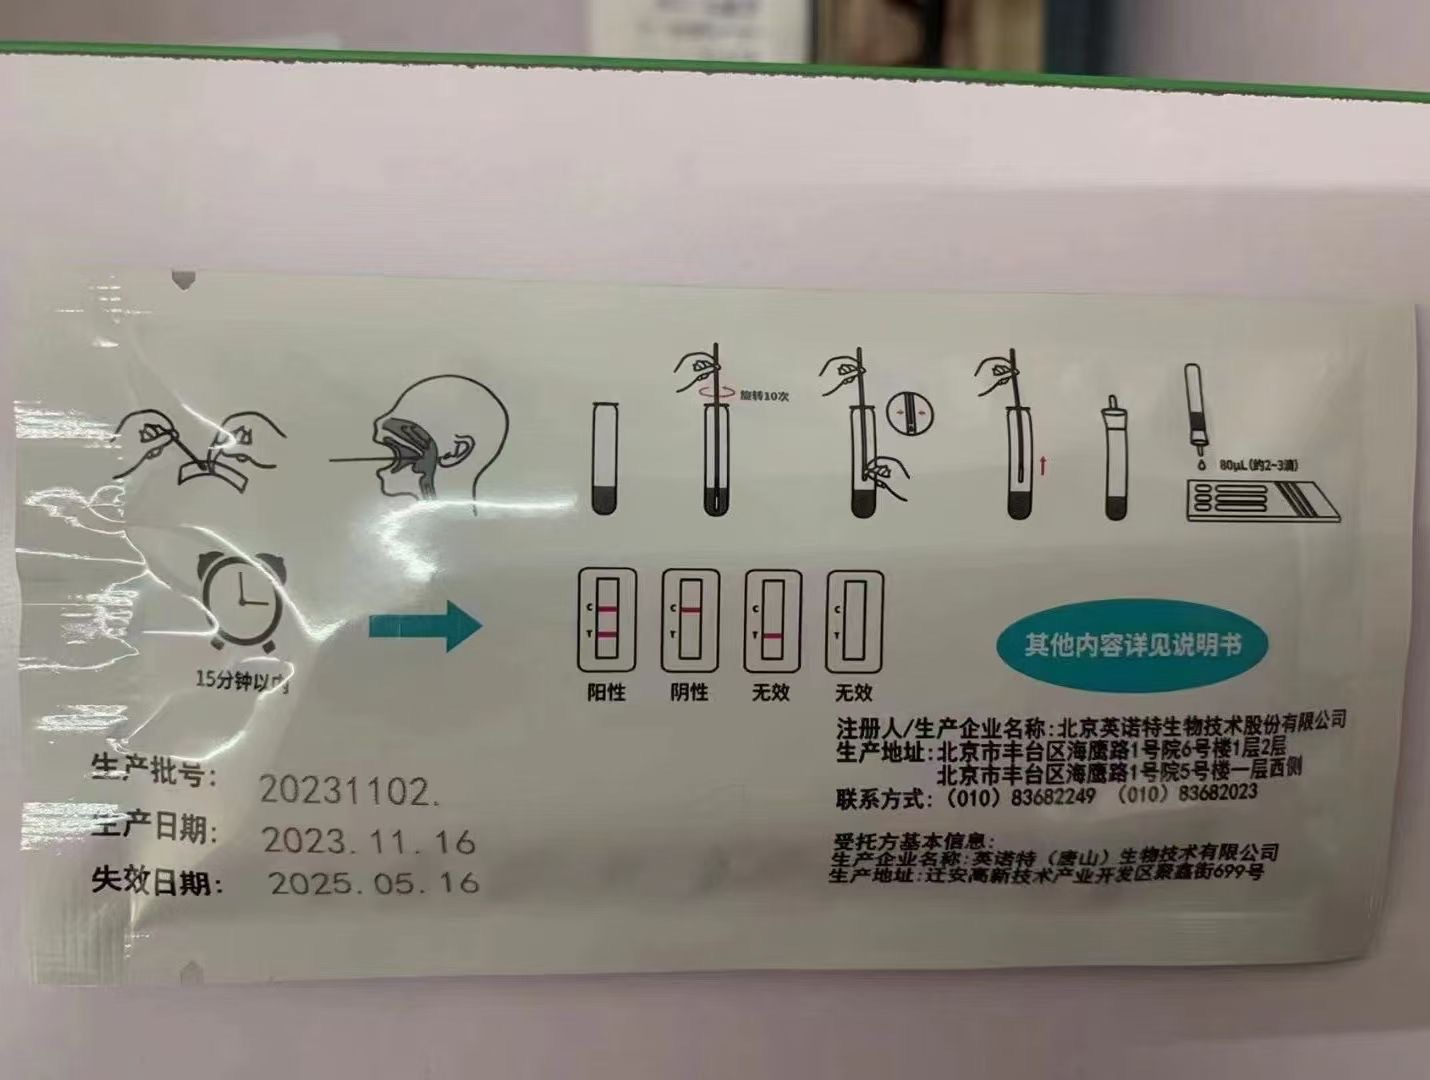 旋转10次
80μL(约2-3滴)
15分钟以内
C
T
C
T
C
T
C
T
阳性
阴性
无效
无效
其他内容详见说明书
注册人/生产企业名称:北京英诺特生物技术股份有限公司
生产地址:北京市丰台区海鹰路1号院6号楼1层2层
北京市丰台区海鹰路1号院5号楼一层西侧
联系方式:(010)83682249 (010)83682023
受托方基本信息:
生产企业名称:英诺特(唐山)生物技术有限公司
生产地址:迁安高新技术产业开发区聚鑫街699号
生产批号: 20231102.
生产日期: 2023.11.16
失效日期: 2025.05.16